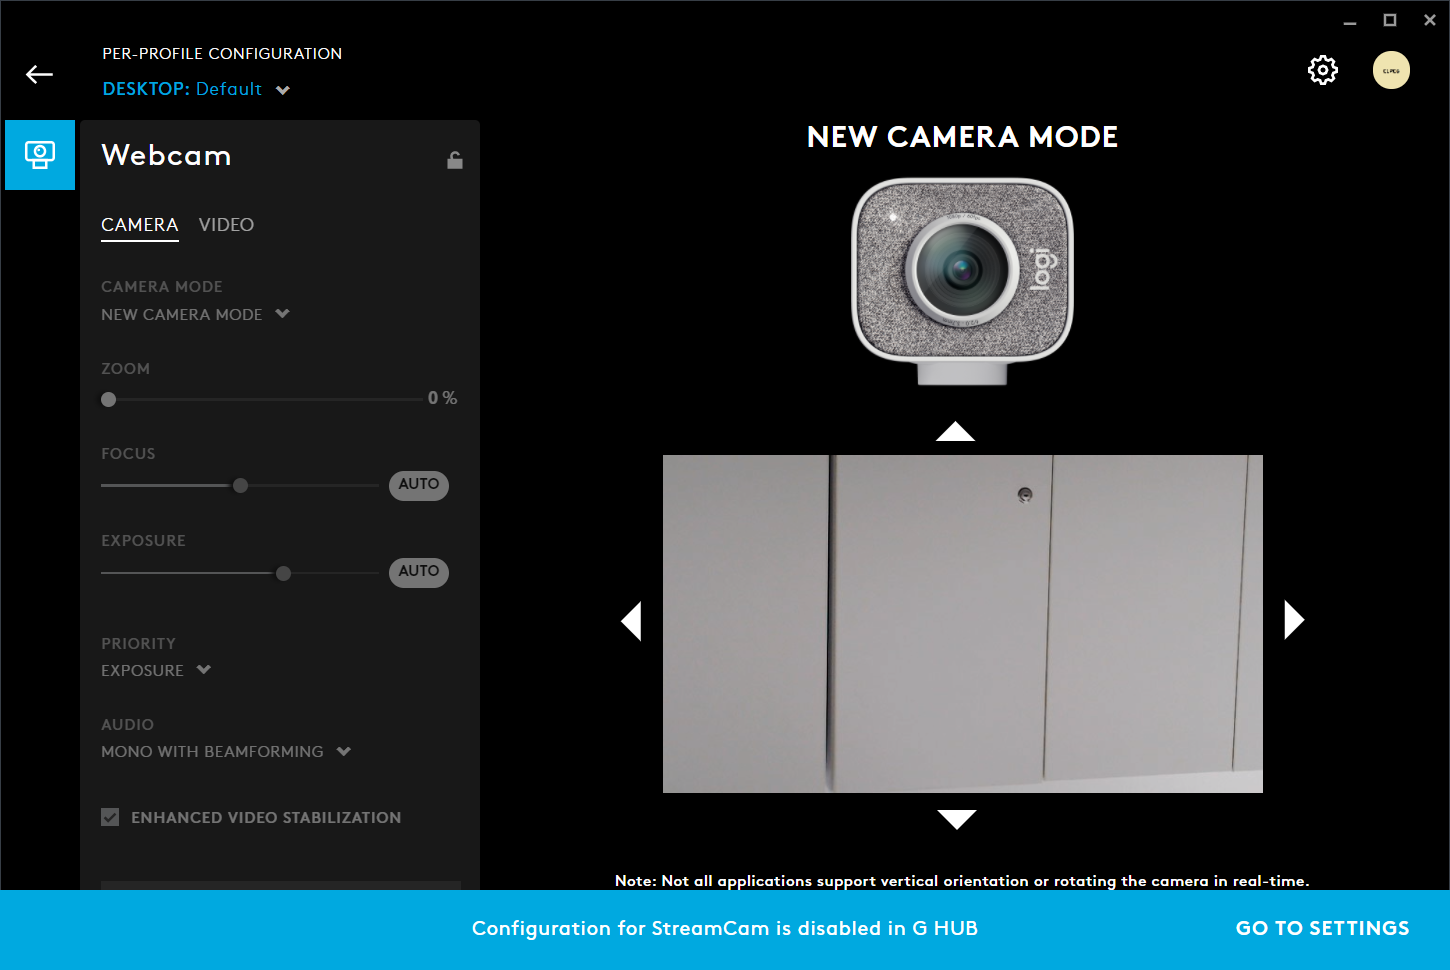 PER-PROFILE CONFIGURATION
DESKTOP: Default
Webcam
CAMERA VIDEO
CAMERA MODE
NEW CAMERA MODE
ZOOM
0 %
FOCUS
AUTO
EXPOSURE
AUTO
PRIORITY
EXPOSURE
AUDIO
MONO WITH BEAMFORMING
ENHANCED VIDEO STABILIZATION
NEW CAMERA MODE
logi
Note: Not all applications support vertical orientation or rotating the camera in real-time.
Configuration for StreamCam is disabled in G HUB
GO TO SETTINGS